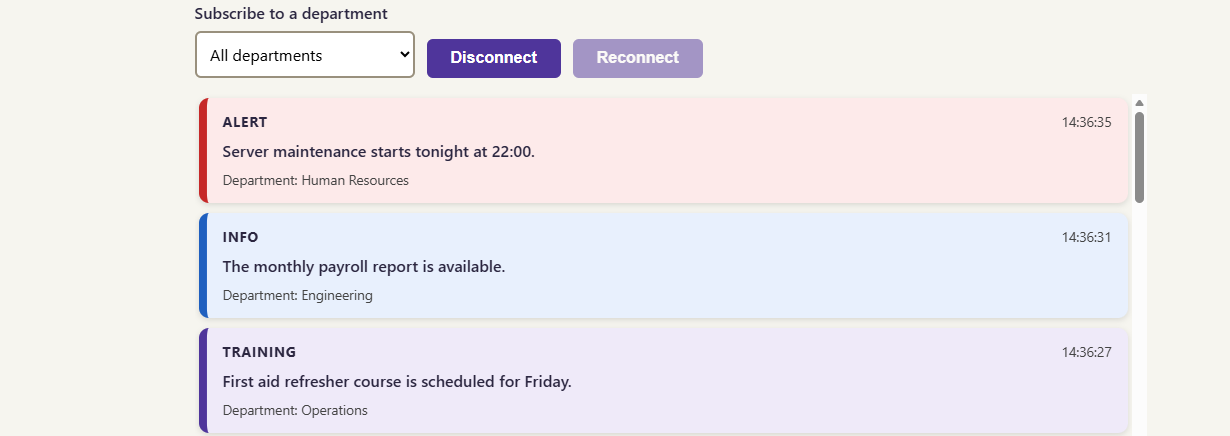 Subscribe to a department
All departments
Disconnect
Reconnect
ALERT
14:36:35
Server maintenance starts tonight at 22:00.
Department: Human Resources
INFO
14:36:31
The monthly payroll report is available.
Department: Engineering
TRAINING
14:36:27
First aid refresher course is scheduled for Friday.
Department: Operations